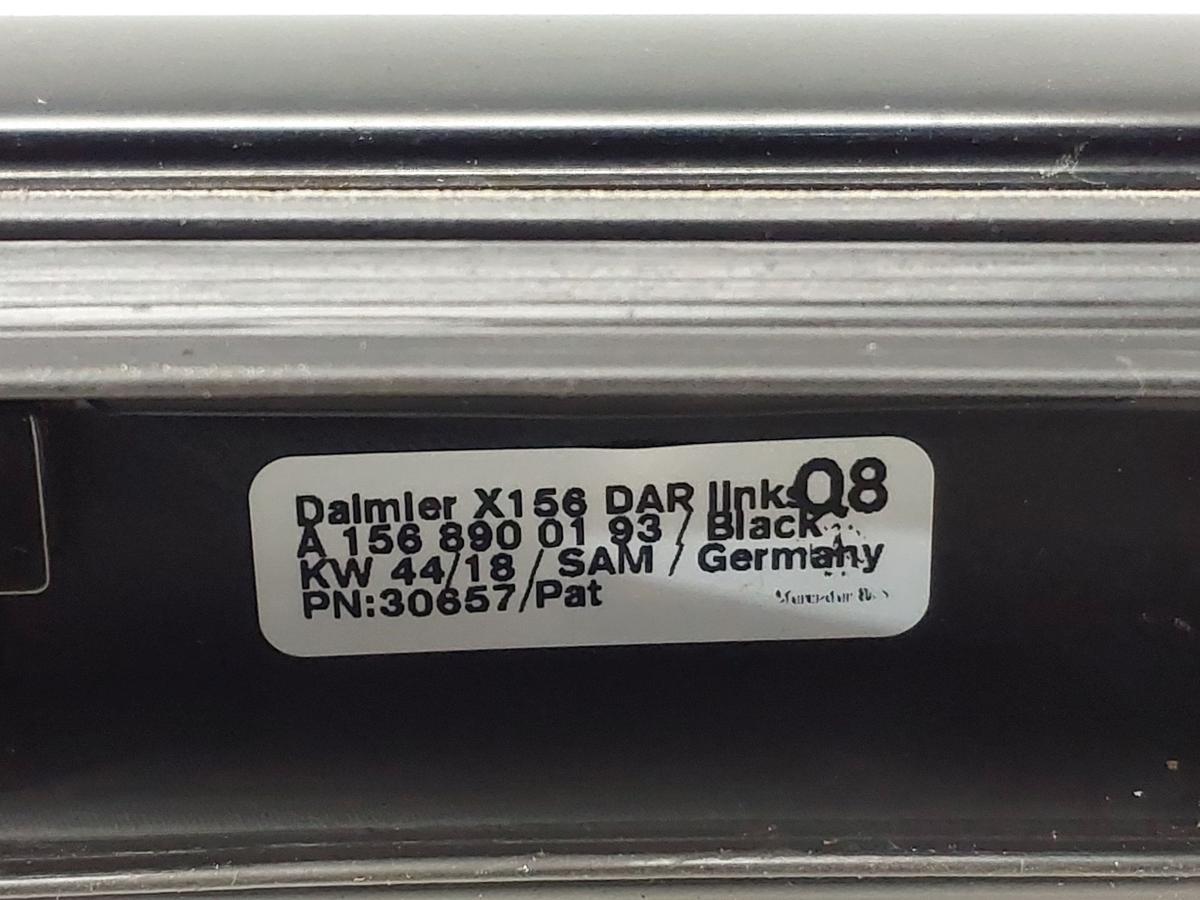 Daimler X156 DAR links Q8
A 156 890 01 93 / Black
KW 44/18 / SAM / Germany
PN:30657/Pat